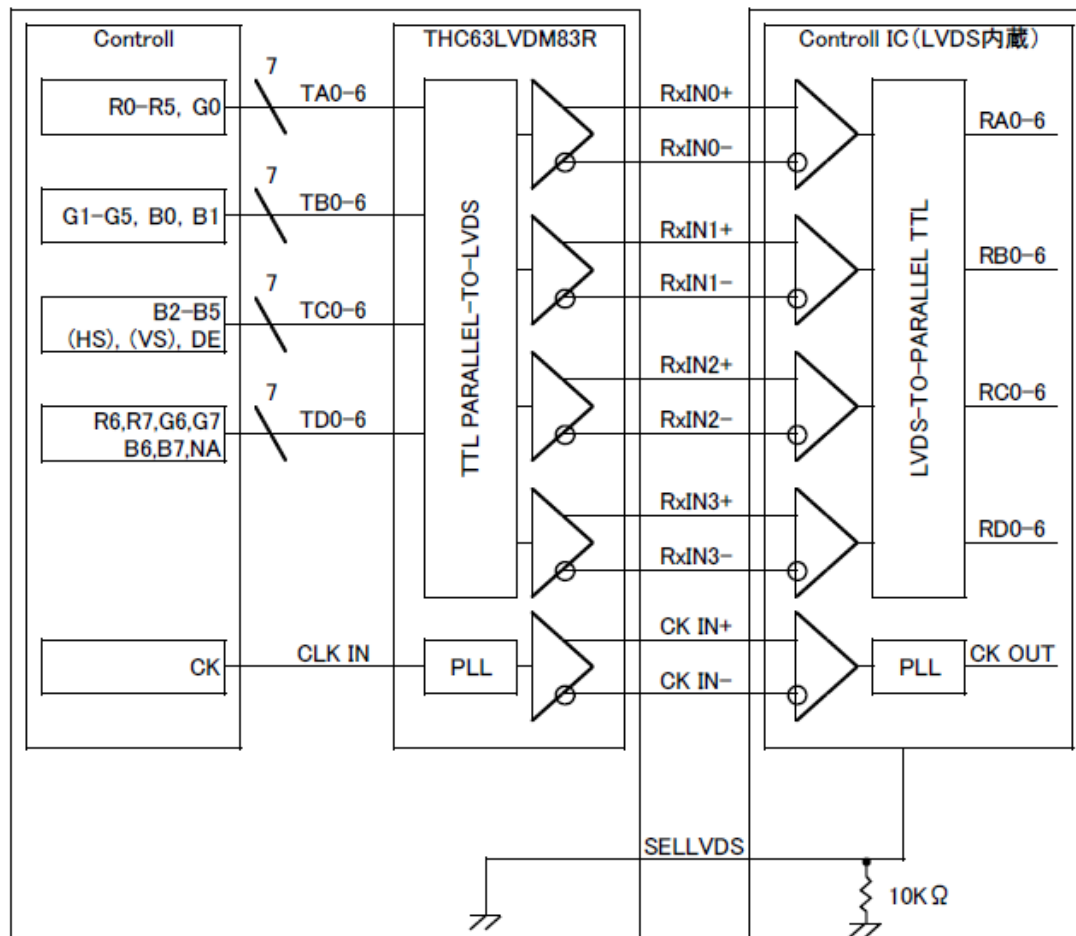 Controll
THC63LVDM83R
Controll IC（LVDS内蔵）
R0-R5, G0
7
TA0-6
RxIN0+
RxIN0-
RA0-6
G1-G5, B0, B1
7
TB0-6
RxIN1+
RxIN1-
RB0-6
B2-B5
(HS), (VS), DE
7
TC0-6
RxIN2+
RxIN2-
RC0-6
R6,R7,G6,G7
B6,B7,NA
7
TD0-6
RxIN3+
RxIN3-
RD0-6
TTL PARALLEL-TO-LVDS
LVDS-TO-PARALLEL TTL
CK
CLK IN
PLL
CK IN+
CK IN-
PLL
CK OUT
SELLVDS
10KΩ